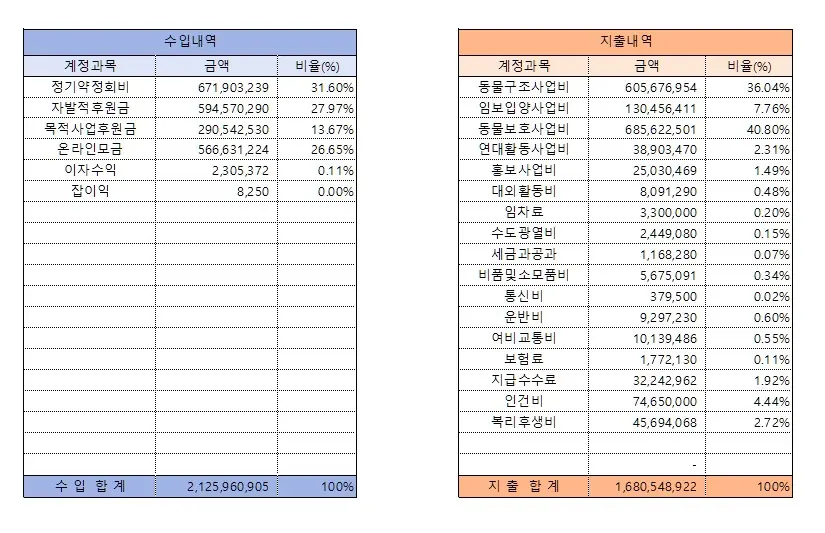 수입내역
계정과목 금액 비율(%)
정기약정회비 671,903,239 31.60%
자발적후원금 594,570,290 27.97%
목적사업후원금 290,542,530 13.67%
온라인모금 566,631,224 26.65%
이자수익 2,305,372 0.11%
잡이익 8,250 0.00%
수 입 합 계 2,125,960,905 100%
지출내역
계정과목 금액 비율(%)
동물구조사업비 605,676,954 36.04%
임보입양사업비 130,456,411 7.76%
동물보호사업비 685,622,501 40.80%
연대활동사업비 38,903,470 2.31%
홍보사업비 25,030,469 1.49%
대외활동비 8,091,290 0.48%
임차료 3,300,000 0.20%
수도광열비 2,449,080 0.15%
세금과공과 1,168,280 0.07%
비품및소모품비 5,675,091 0.34%
통신비 379,500 0.02%
운반비 9,297,230 0.60%
여비교통비 10,139,486 0.55%
보험료 1,772,130 0.11%
지급수수료 32,242,962 1.92%
인건비 74,650,000 4.44%
복리후생비 45,694,068 2.72%
-
지 출 합 계 1,680,548,922 100%